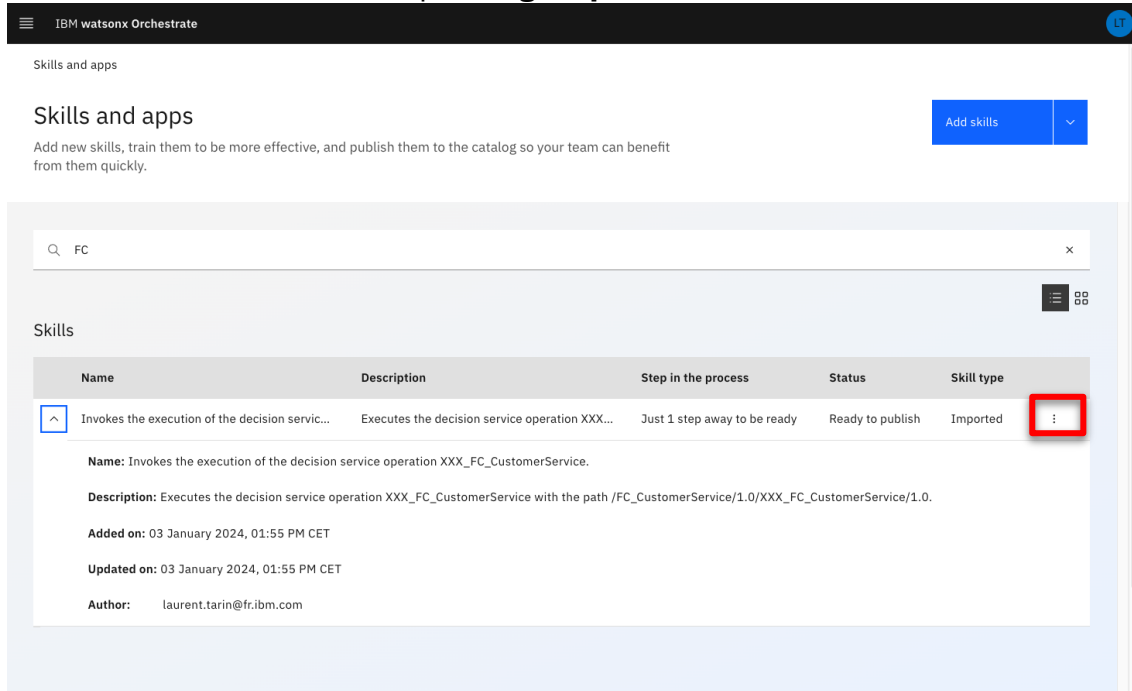 IBM watsonx Orchestrate
LT
Skills and apps
Skills and apps
Add skills
Add new skills, train them to be more effective, and publish them to the catalog so your team can benefit
from them quickly.
FC
Skills
Name Description Step in the process Status Skill type
Invokes the execution of the decision servic... Executes the decision service operation XXX... Just 1 step away to be ready Ready to publish Imported
Name: Invokes the execution of the decision service operation XXX_FC_CustomerService.
Description: Executes the decision service operation XXX_FC_CustomerService with the path /FC_CustomerService/1.0/XXX_FC_CustomerService/1.0.
Added on: 03 January 2024, 01:55 PM CET
Updated on: 03 January 2024, 01:55 PM CET
Author: laurent.tarin@fr.ibm.com